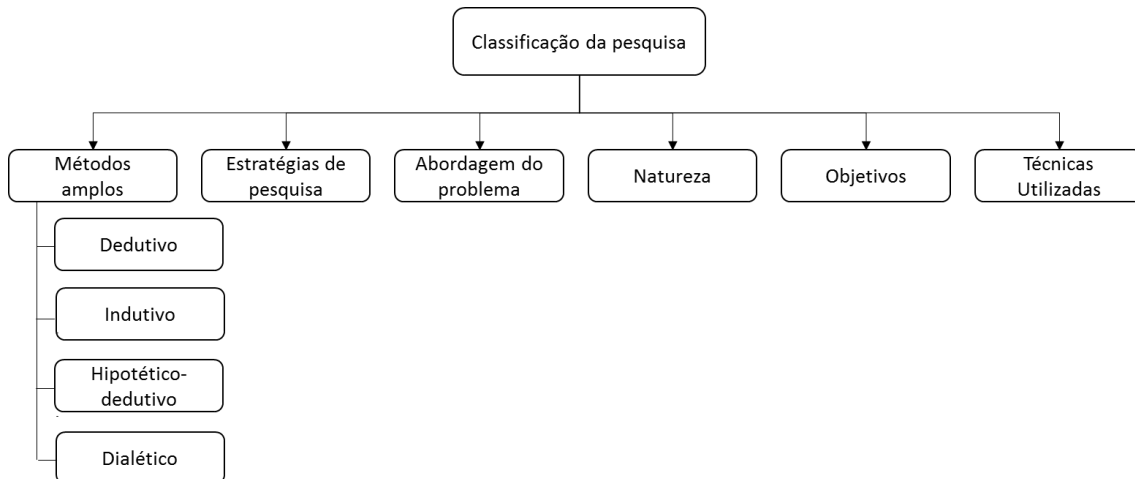 Classificação da pesquisa
Métodos
amplos
Estratégias de
pesquisa
Abordagem do
problema
Natureza
Objetivos
Técnicas
Utilizadas
Dedutivo
Indutivo
Hipotético-
dedutivo
Dialético